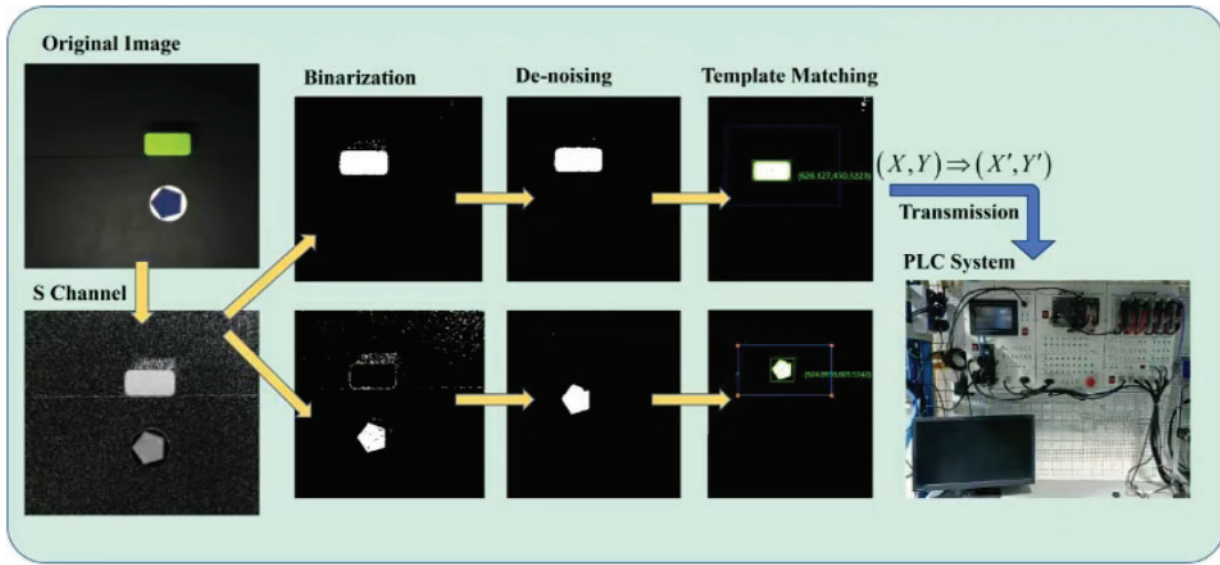 Original Image
Binarization
De-noising
Template Matching
(X,Y)⇒(X′,Y′)
Transmission
PLC System
S Channel